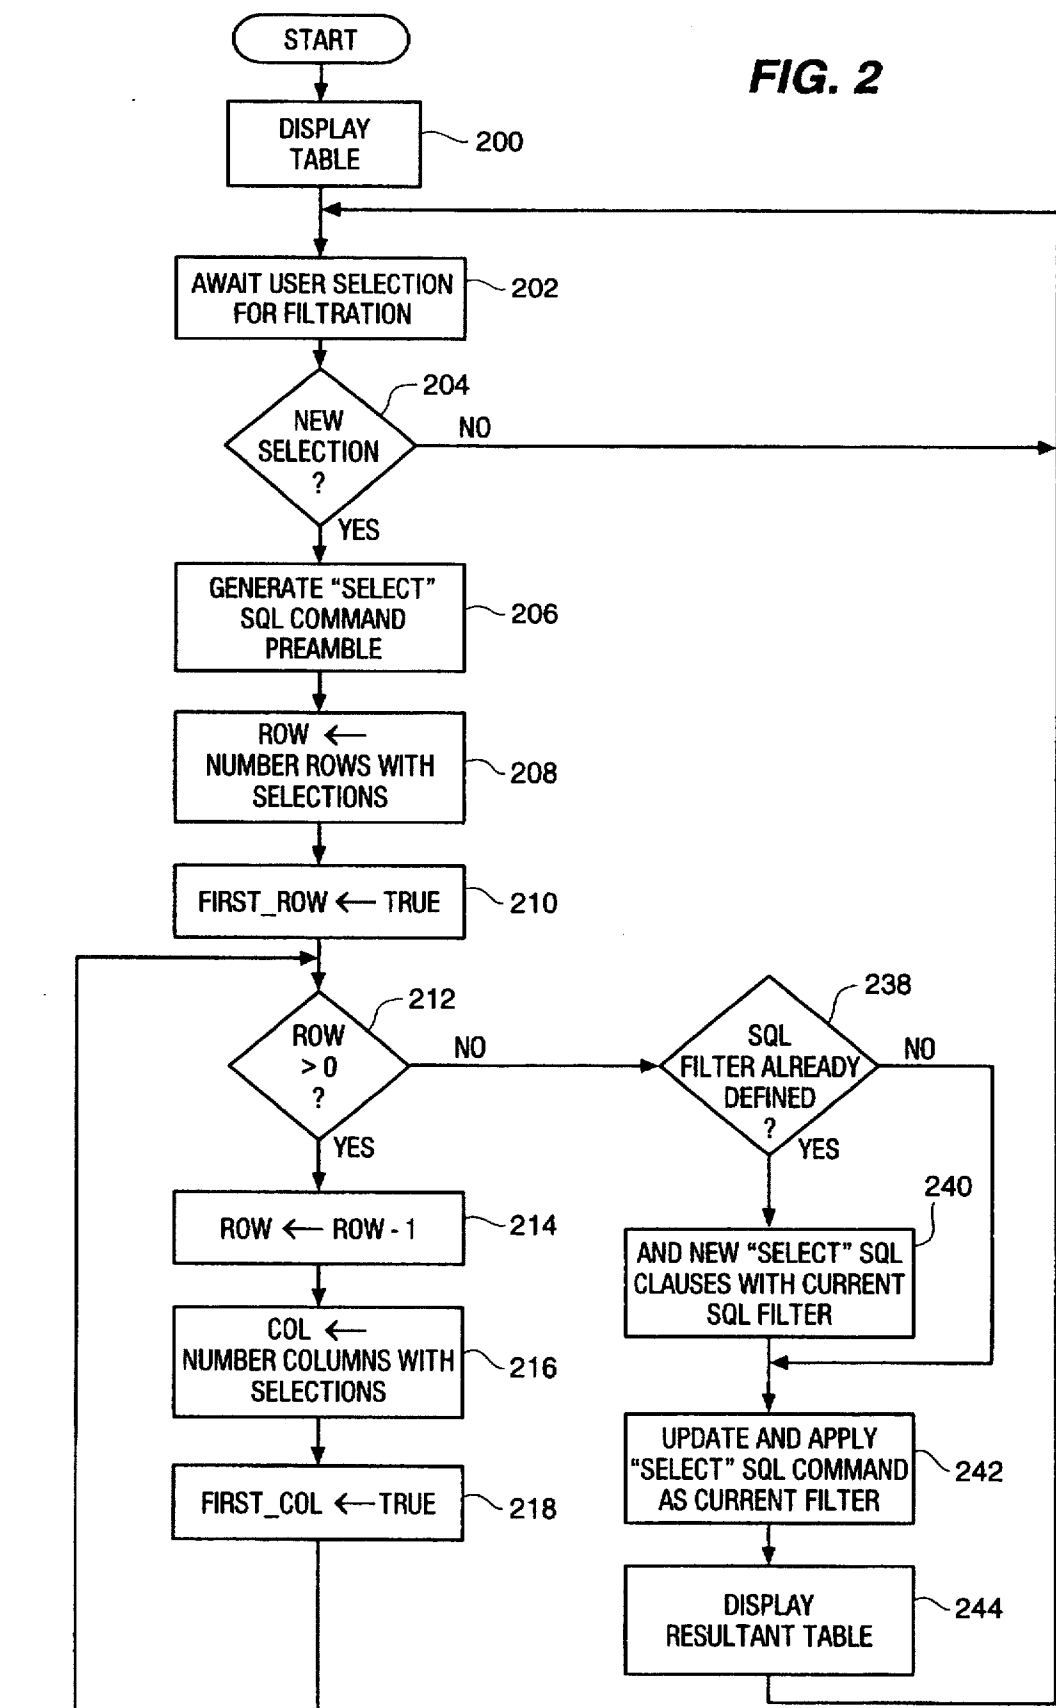 START
FIG. 2
DISPLAY
TABLE
200
AWAIT USER SELECTION
FOR FILTRATION
202
204
NEW
SELECTION
?
NO
YES
GENERATE “SELECT”
SQL COMMAND
PREAMBLE
206
ROW ←
NUMBER ROWS WITH
SELECTIONS
208
FIRST_ROW ← TRUE
210
212
ROW
> 0
?
NO
YES
238
SQL
FILTER ALREADY
DEFINED
?
NO
YES
ROW ← ROW - 1
214
240
AND NEW “SELECT” SQL
CLAUSES WITH CURRENT
SQL FILTER
COL ←
NUMBER COLUMNS WITH
SELECTIONS
216
UPDATE AND APPLY
“SELECT” SQL COMMAND
AS CURRENT FILTER
242
FIRST_COL ← TRUE
218
DISPLAY
RESULTANT TABLE
244